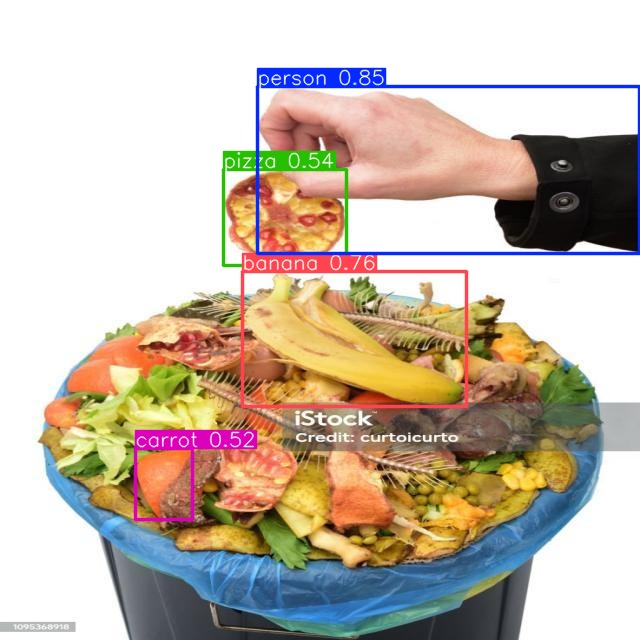 person 0.85
pizza 0.54
banana 0.76
iStock
Credit: curtoicurto
carrot 0.52
1095368918